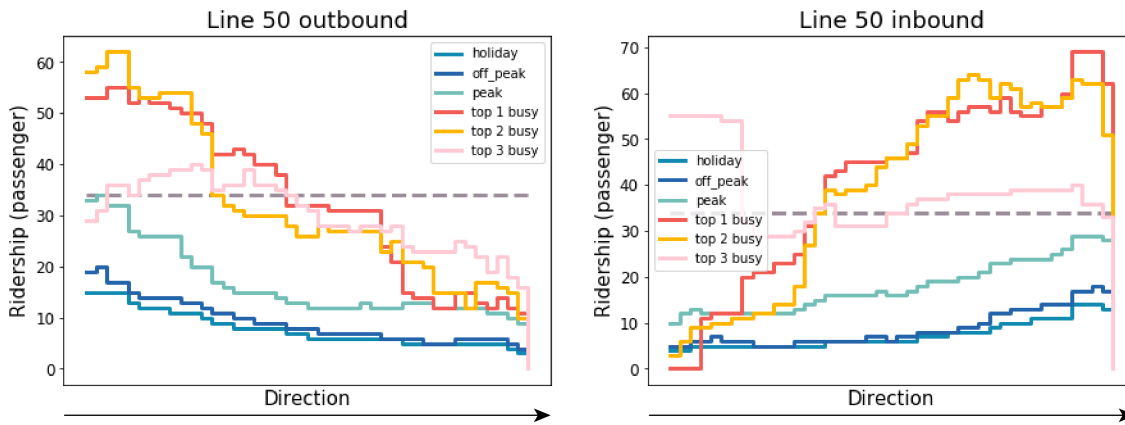 Line 50 outbound
Ridership (passenger)
60
50
40
30
20
10
0
holiday
off_peak
peak
top 1 busy
top 2 busy
top 3 busy
Direction
Line 50 inbound
Ridership (passenger)
70
60
50
40
30
20
10
0
holiday
off_peak
peak
top 1 busy
top 2 busy
top 3 busy
Direction